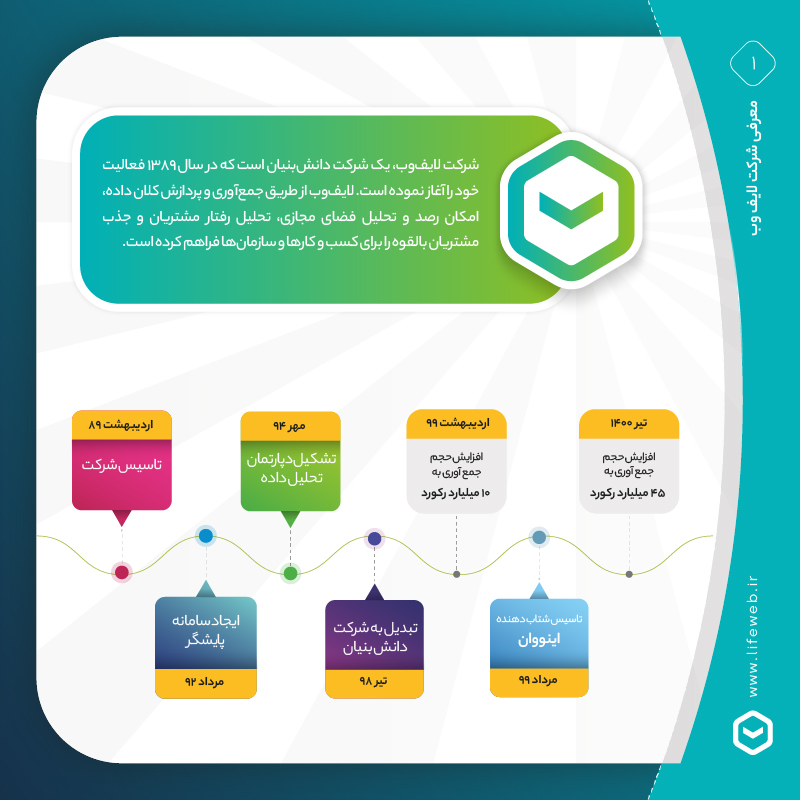 ۱
معرفی شرکت لایف وب
شرکت لایف‌وب، یک شرکت دانش‌بنیان است که در سال ۱۳۸۹ فعالیت
خود را آغاز نموده است. لایف‌وب از طریق جمع‌آوری و پردازش کلان داده،
امکان رصد و تحلیل فضای مجازی، تحلیل رفتار مشتریان و جذب
مشتریان بالقوه را برای کسب و کارها و سازمان‌ها فراهم کرده است.
اردیبهشت ۸۹
تاسیس شرکت
ایجاد سامانه
پایشگر
مرداد ۹۲
مهر ۹۴
تشکیل دپارتمان
تحلیل داده
تبدیل به شرکت
دانش بنیان
تیر ۹۸
اردیبهشت ۹۹
افزایش حجم
جمع آوری به
۱۰ میلیارد رکورد
تاسیس شتاب دهنده
اینووان
مرداد ۹۹
تیر ۱۴۰۰
افزایش حجم
جمع آوری به
۴۵ میلیارد رکورد
www.lifeweb.ir